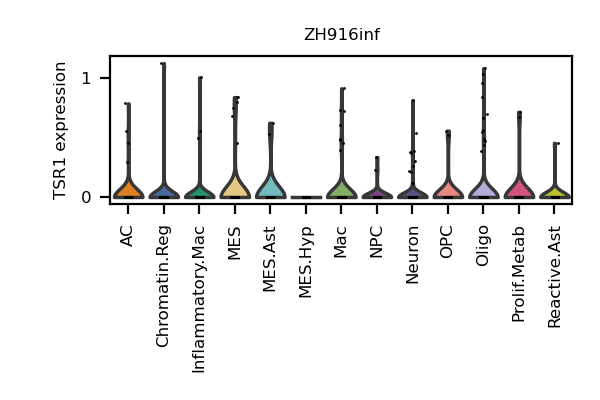 ZH916inf
TSR1 expression
1
0
AC
Chromatin.Reg
Inflammatory.Mac
MES
MES.Ast
MES.Hyp
Mac
NPC
Neuron
OPC
Oligo
Prolif.Metab
Reactive.Ast